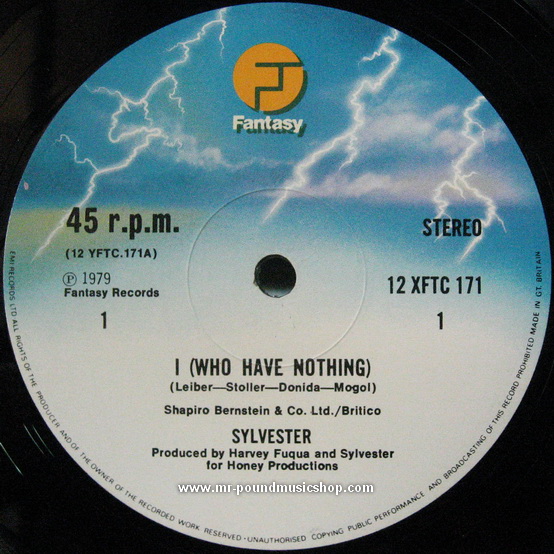 Fantasy
45 r.p.m.
STEREO
(12 YFTC.171A)
℗ 1979
Fantasy Records
12 XFTC 171
1
1
I (WHO HAVE NOTHING)
(Leiber—Stoller—Donida—Mogol)
Shapiro Bernstein & Co. Ltd./Britico
SYLVESTER
Produced by Harvey Fuqua and Sylvester
for Honey Productions
www.mr-poundmusicshop.com
EMI RECORDS LTD ALL RIGHTS OF THE PRODUCER AND OF THE OWNER OF THE RECORDED WORK RESERVED·UNAUTHORISED COPYING PUBLIC PERFORMANCE AND BROADCASTING OF THIS RECORD PROHIBITED MADE IN GT. BRITAIN